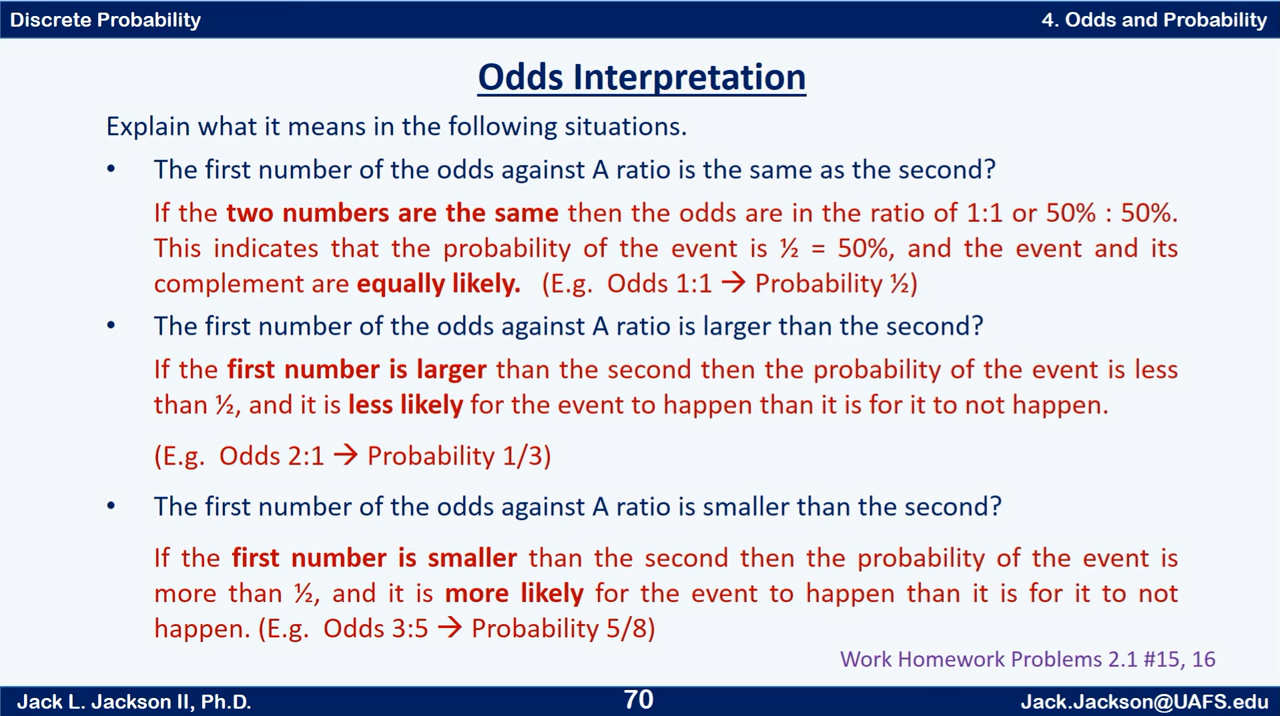 Discrete Probability
4. Odds and Probability
Odds Interpretation
Explain what it means in the following situations.
• The first number of the odds against A ratio is the same as the second?
If the two numbers are the same then the odds are in the ratio of 1:1 or 50% : 50%.
This indicates that the probability of the event is ½ = 50%, and the event and its
complement are equally likely. (E.g. Odds 1:1 → Probability ½)
• The first number of the odds against A ratio is larger than the second?
If the first number is larger than the second then the probability of the event is less
than ½, and it is less likely for the event to happen than it is for it to not happen.
(E.g. Odds 2:1 → Probability 1/3)
• The first number of the odds against A ratio is smaller than the second?
If the first number is smaller than the second then the probability of the event is
more than ½, and it is more likely for the event to happen than it is for it to not
happen. (E.g. Odds 3:5 → Probability 5/8)
Work Homework Problems 2.1 #15, 16
Jack L. Jackson II, Ph.D.
70
Jack.Jackson@UAFS.edu